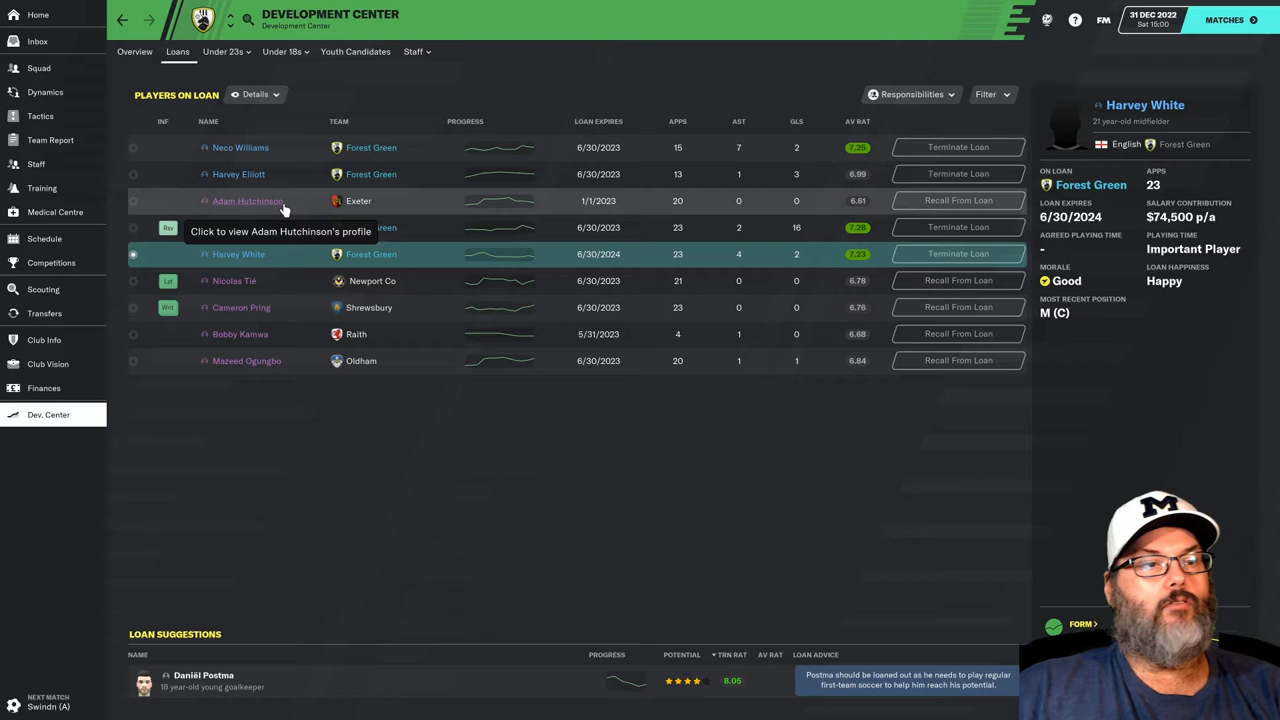 Home
Inbox
Squad
Dynamics
Tactics
Team Report
Staff
Training
Medical Centre
Schedule
Competitions
Scouting
Transfers
Club Info
Club Vision
Finances
Dev. Center
NEXT MATCH
Swindn (A)
DEVELOPMENT CENTER
Development Center
FM
31 DEC 2022
Sat 15:00
MATCHES
Overview Loans Under 23s Under 18s Youth Candidates Staff
PLAYERS ON LOAN Details Responsibilities Filter
INF NAME TEAM PROGRESS LOAN EXPIRES APPS AST GLS AV RAT
Neco Williams Forest Green 6/30/2023 15 7 2 7.25 Terminate Loan
Harvey Elliott Forest Green 6/30/2023 13 1 3 6.99 Terminate Loan
Adam Hutchinson Exeter 1/1/2023 20 0 0 6.61 Recall From Loan
Rsv 6/30/2023 23 2 16 7.28 Terminate Loan
Click to view Adam Hutchinson's profile
Harvey White Forest Green 6/30/2024 23 4 2 7.23 Terminate Loan
Lst Nicolas Tié Newport Co 6/30/2023 21 0 0 6.78 Recall From Loan
Wnt Cameron Pring Shrewsbury 6/30/2023 20 0 0 6.76 Recall From Loan
Bobby Kamwa Raith 5/31/2023 4 1 0 6.68 Recall From Loan
Mazeed Ogungbo Oldham 6/30/2023 20 1 1 6.84 Recall From Loan
LOAN SUGGESTIONS
NAME PROGRESS POTENTIAL TRN RAT AV RAT LOAN ADVICE
Daniël Postma
18 year-old young goalkeeper
8.05
Postma should be loaned out as he needs to play regular
first-team soccer to help him reach his potential.
Harvey White
21 year-old midfielder
English Forest Green
ON LOAN APPS
Forest Green 23
LOAN EXPIRES SALARY CONTRIBUTION
6/30/2024 $74,500 p/a
AGREED PLAYING TIME PLAYING TIME
- Important Player
MORALE LOAN HAPPINESS
Good Happy
MOST RECENT POSITION
M (C)
FORM >
M